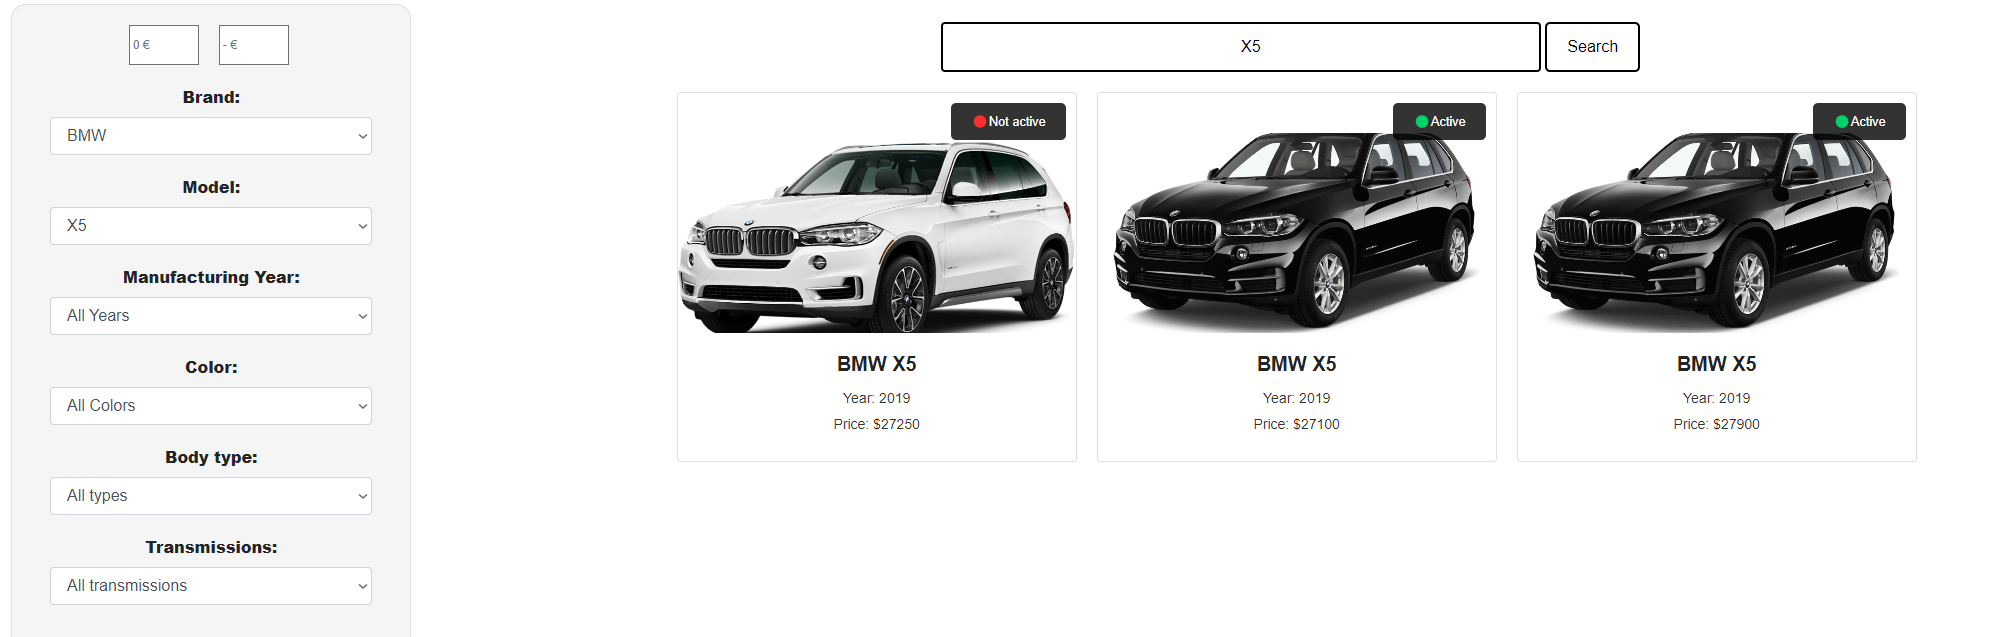 0 €
- €
Brand:
BMW
Model:
X5
Manufacturing Year:
All Years
Color:
All Colors
Body type:
All types
Transmissions:
All transmissions
X5
Search
Not active
BMW X5
Year: 2019
Price: $27250
Active
BMW X5
Year: 2019
Price: $27100
Active
BMW X5
Year: 2019
Price: $27900